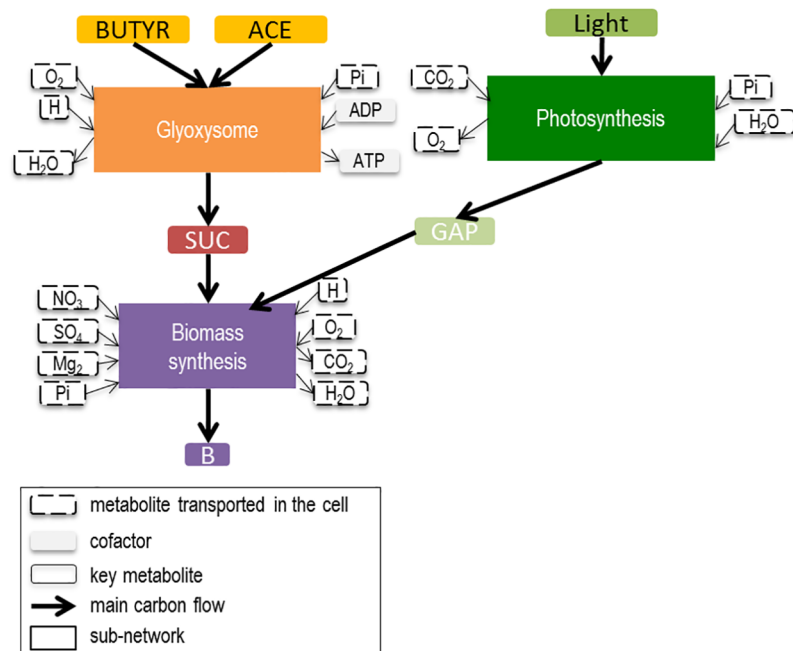 BUTYR
ACE
Light
O₂
H
H₂O
Glyoxysome
Pi
ADP
ATP
CO₂
O₂
Photosynthesis
Pi
H₂O
SUC
GAP
NO₃
SO₄
Mg₂
Pi
Biomass
synthesis
H
O₂
CO₂
H₂O
B
metabolite transported in the cell
cofactor
key metabolite
main carbon flow
sub-network